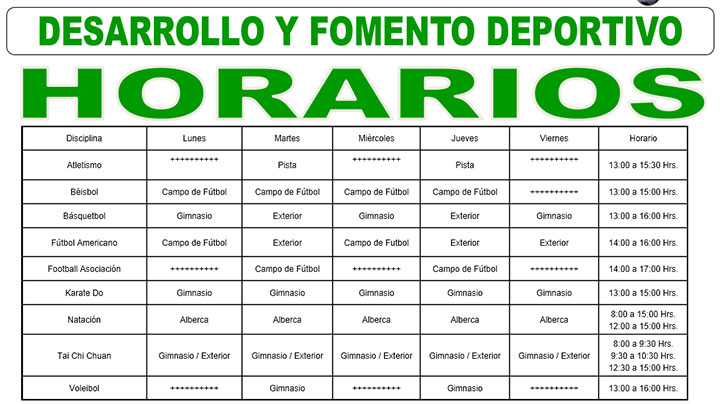 DESARROLLO Y FOMENTO DEPORTIVO
HORARIOS
Disciplina Lunes Martes Miércoles Jueves Viernes Horario
Atletismo ++++++++++ Pista ++++++++++ Pista ++++++++++ 13:00 a 15:30 Hrs.
Bèisbol Campo de Fútbol Campo de Fútbol Campo de Fútbol Campo de Fútbol ++++++++++ 13:00 a 15:00 Hrs.
Básquetbol Gimnasio Exterior Gimnasio Exterior Gimnasio 13:00 a 16:00 Hrs.
Fútbol Americano Campo de Fútbol Exterior Campo de Futbol Exterior Exterior 14:00 a 16:00 Hrs.
Football Asociación ++++++++++ Campo de Fútbol ++++++++++ Campo de Fútbol ++++++++++ 14:00 a 17:00 Hrs.
Karate Do Gimnasio Gimnasio Gimnasio Gimnasio Gimnasio 13:00 a 15:00 Hrs.
Natación Alberca Alberca Alberca Alberca Alberca 8:00 a 15:00 Hrs.
12:00 a 15:00 Hrs.
Tai Chi Chuan Gimnasio / Exterior Gimnasio / Exterior Gimnasio / Exterior Gimnasio / Exterior Gimnasio / Exterior 8:00 a 9:30 Hrs.
9:30 a 10:30 Hrs.
12:30 a 15:00 Hrs.
Voleibol ++++++++++ Gimnasio ++++++++++ Gimnasio ++++++++++ 13:00 a 16:00 Hrs.